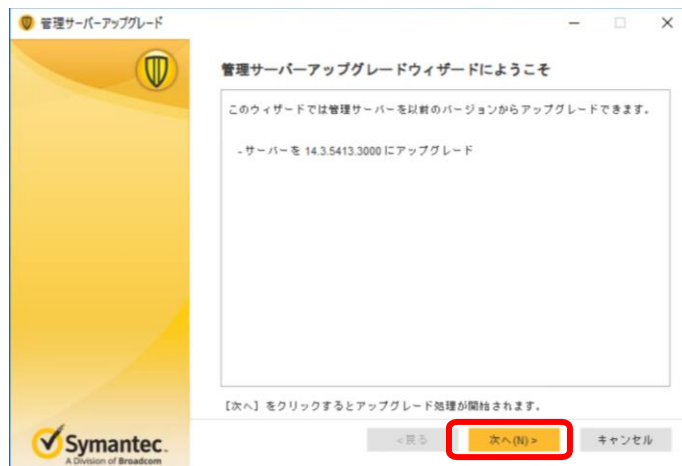 管理サーバーアップグレード
管理サーバーアップグレードウィザードにようこそ
このウィザードでは管理サーバーを以前のバージョンからアップグレードできます。
- サーバーを 14.3.5413.3000 にアップグレード
[次へ] をクリックするとアップグレード処理が開始されます。
<戻る
次へ(N) >
キャンセル
Symantec.
A Division of Broadcom